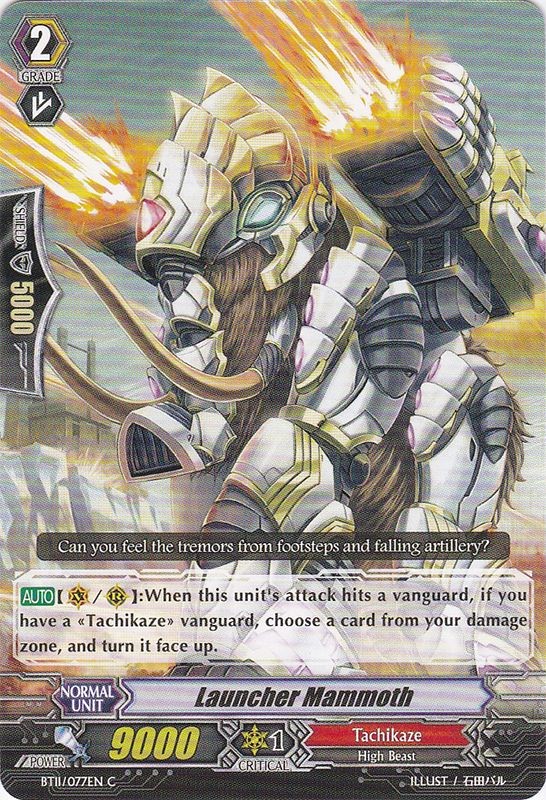 2
GRADE
SHIELD
5000
Can you feel the tremors from footsteps and falling artillery?
AUTO【 V / R 】:When this unit's attack hits a vanguard, if you
have a «Tachikaze» vanguard, choose a card from your damage
zone, and turn it face up.
NORMAL
UNIT
Launcher Mammoth
POWER
9000
1
CRITICAL
Tachikaze
High Beast
BT11/077EN C
ILLUST / 石田バル